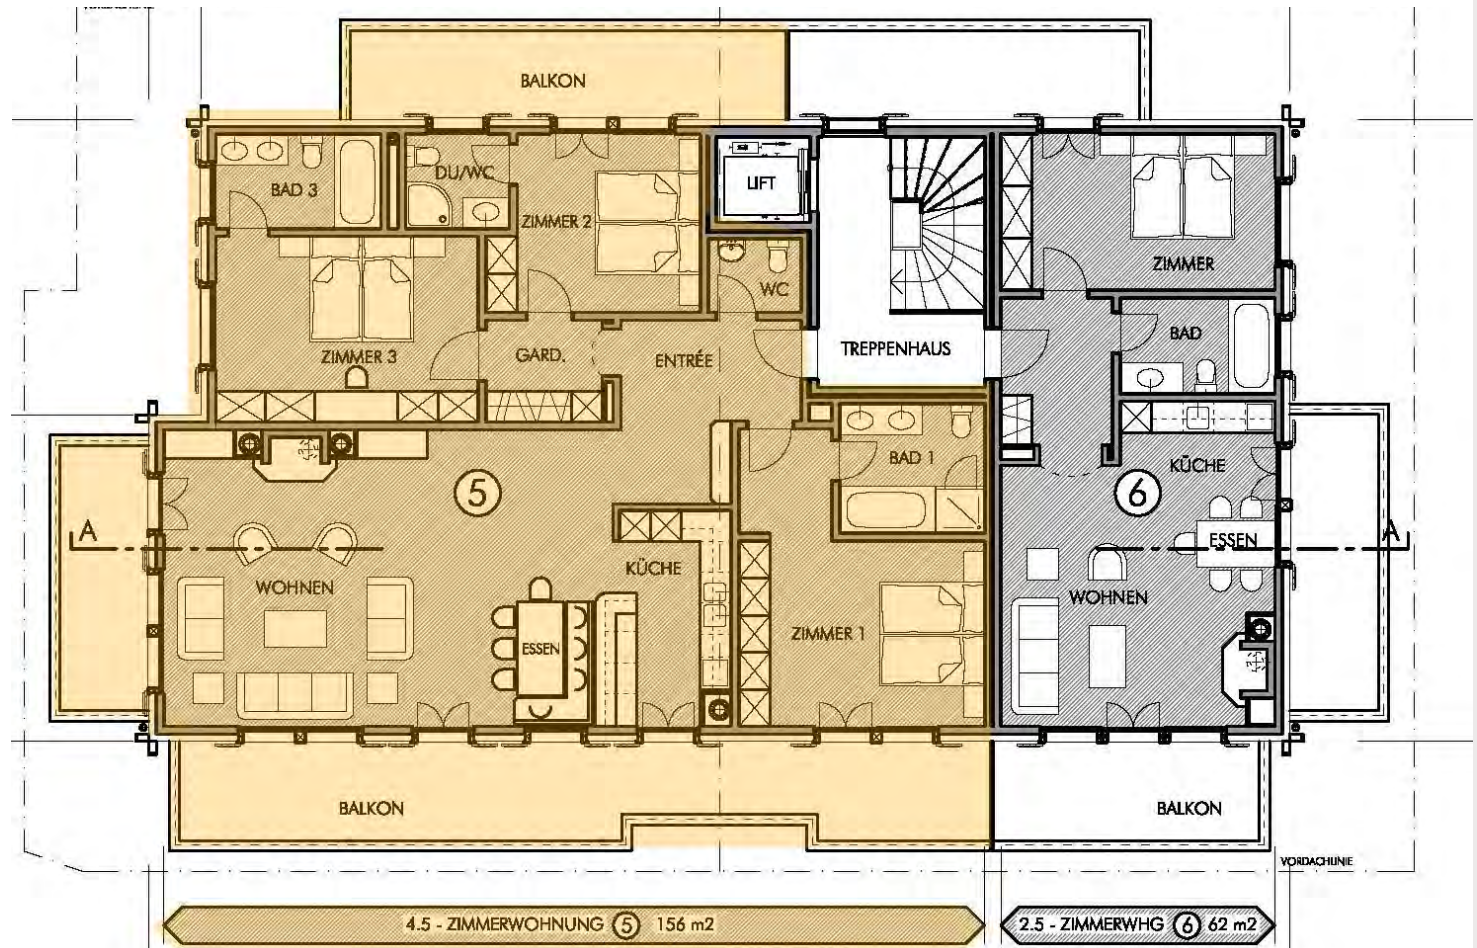 VORDACHLINIE
BALKON
BAD 3
DU/WC
LIFT
ZIMMER 2
ZIMMER
WC
ZIMMER 3
GARD.
ENTRÉE
TREPPENHAUS
BAD
BAD 1
KÜCHE
5
6
A
A
ESSEN
KÜCHE
WOHNEN
WOHNEN
ZIMMER 1
ESSEN
BALKON
BALKON
VORDACHLINIE
4.5 - ZIMMERWOHNUNG 5 156 m2
2.5 - ZIMMERWHG 6 62 m2